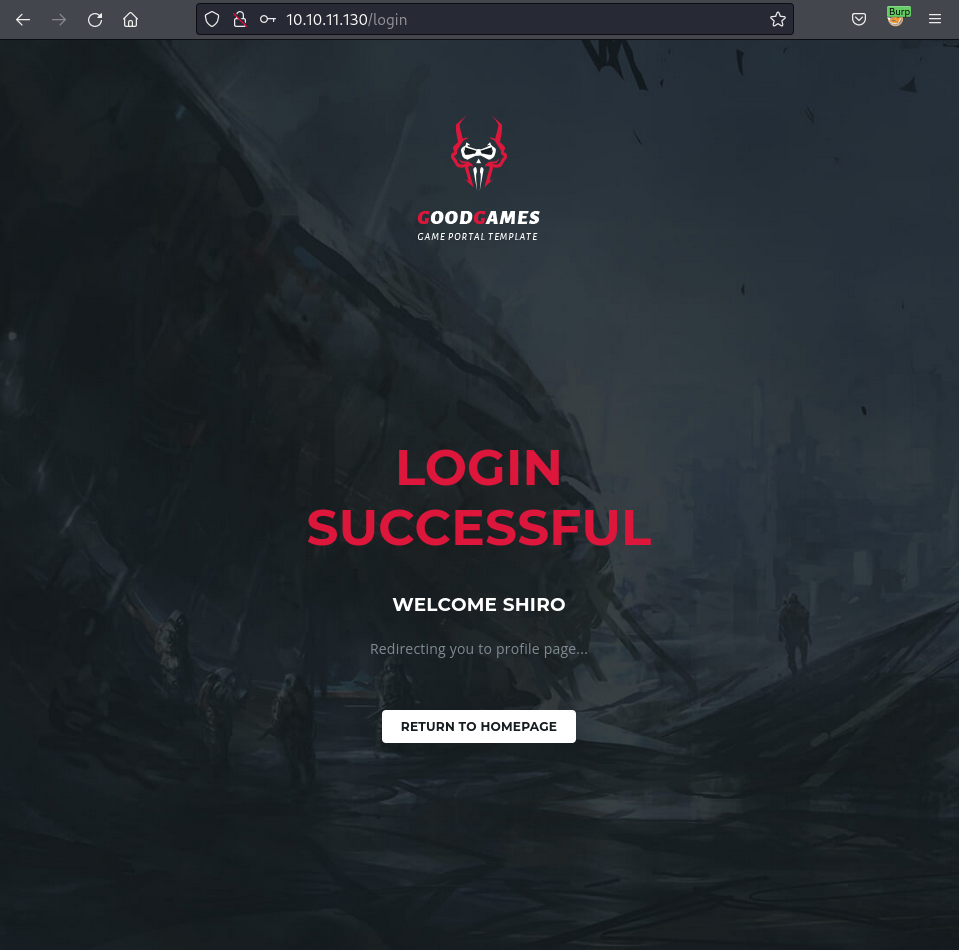 10.10.11.130/login
Burp
GOODGAMES
GAME PORTAL TEMPLATE
LOGIN
SUCCESSFUL
WELCOME SHIRO
Redirecting you to profile page...
RETURN TO HOMEPAGE